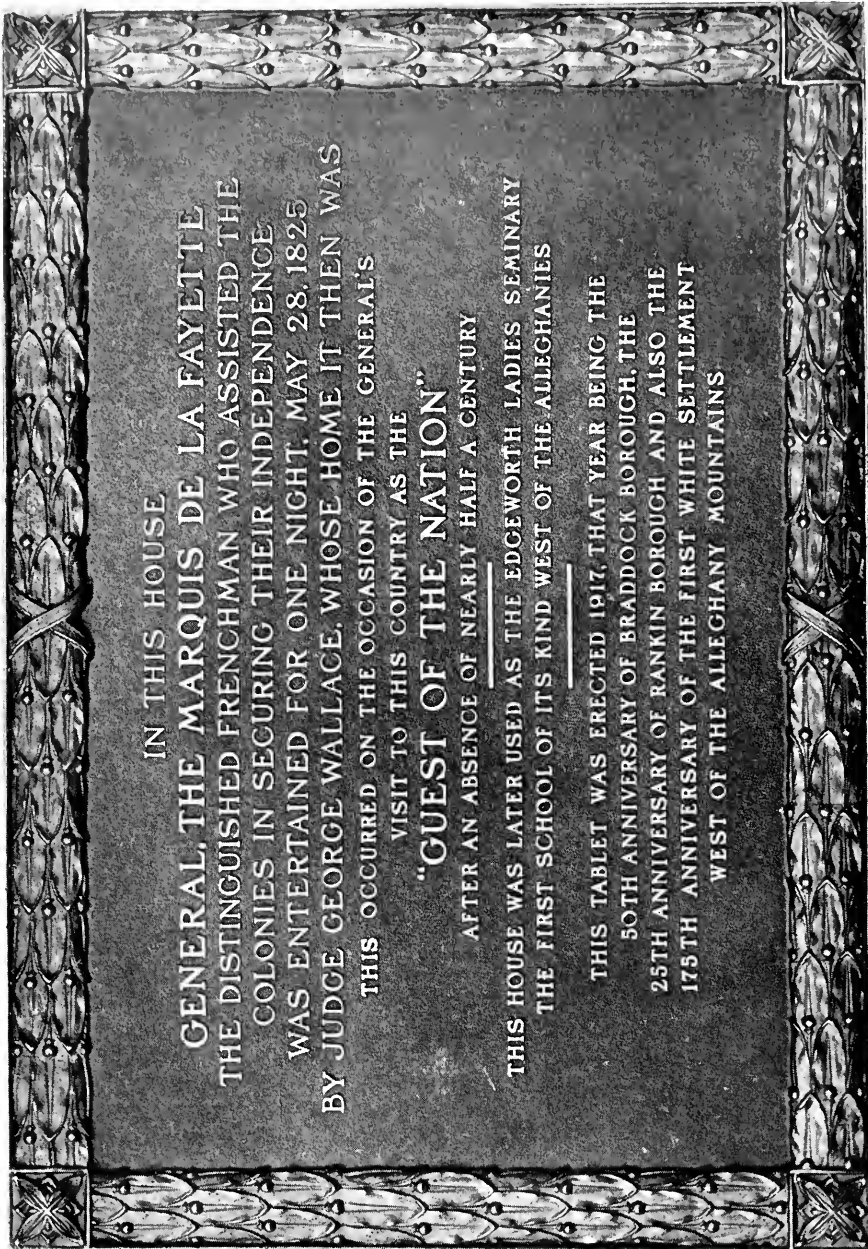 IN THIS HOUSE
GENERAL, THE MARQUIS DE LA FAYETTE
THE DISTINGUISHED FRENCHMAN WHO ASSISTED THE
COLONIES IN SECURING THEIR INDEPENDENCE
WAS ENTERTAINED FOR ONE NIGHT. MAY 28. 1825
BY JUDGE GEORGE WALLACE, WHOSE HOME IT THEN WAS
THIS OCCURRED ON THE OCCASION OF THE GENERAL'S
VISIT TO THIS COUNTRY AS THE
"GUEST OF THE NATION"
AFTER AN ABSENCE OF NEARLY HALF A CENTURY
THIS HOUSE WAS LATER USED AS THE EDGEWORTH LADIES SEMINARY
THE FIRST SCHOOL OF ITS KIND WEST OF THE ALLEGHANIES
THIS TABLET WAS ERECTED 1917, THAT YEAR BEING THE
50TH ANNIVERSARY OF BRADDOCK BOROUGH, THE
25TH ANNIVERSARY OF RANKIN BOROUGH AND ALSO THE
175TH ANNIVERSARY OF THE FIRST WHITE SETTLEMENT
WEST OF THE ALLEGHANY MOUNTAINS